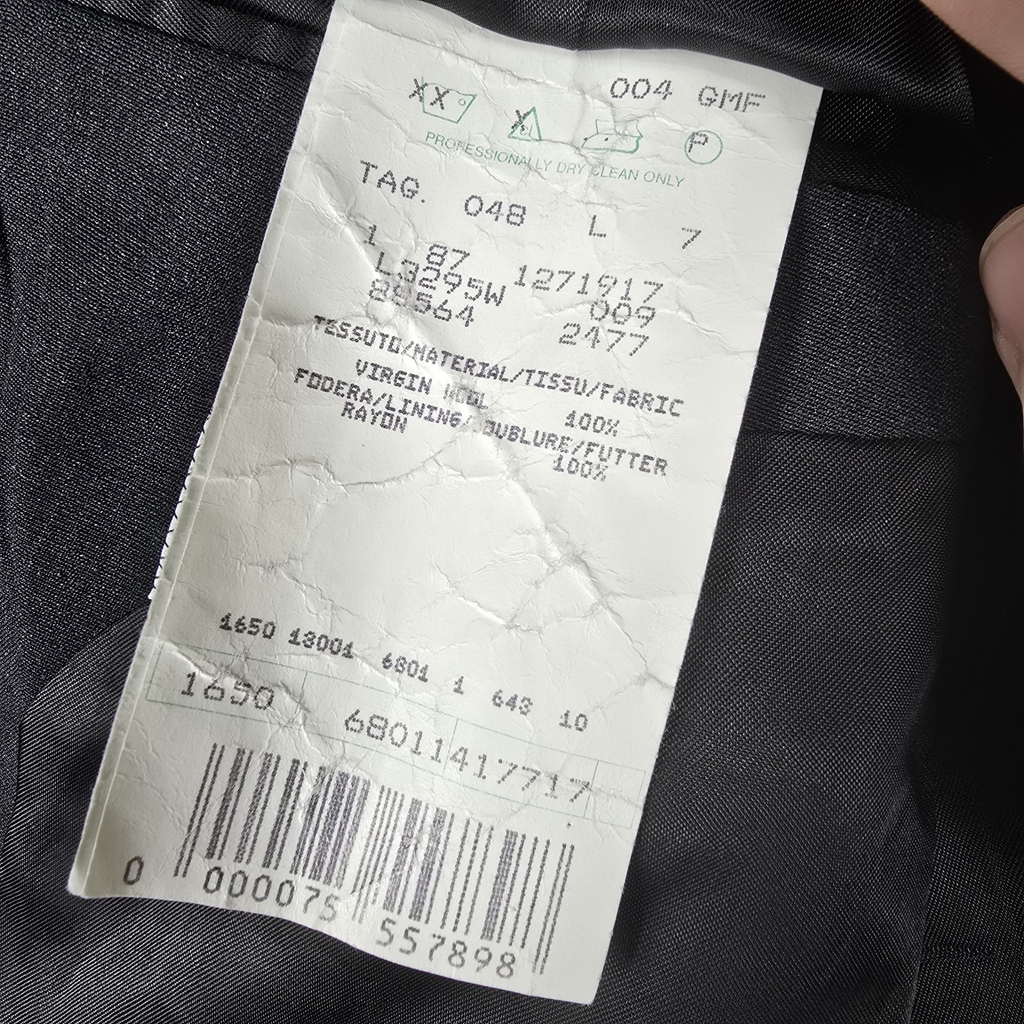 004 GMF
XX X P
PROFESSIONALLY DRY CLEAN ONLY
TAG. 048 L 7
1 87 1271917
L3295W 009
88564 2477
TESSUTO/MATERIAL/TISSU/FABRIC
VIRGIN WOOL 100%
FODERA/LINING/DOUBLURE/FUTTER
RAYON 100%
1650 13001 6801 1 643 10
1650 68011417717
0 000075 557898